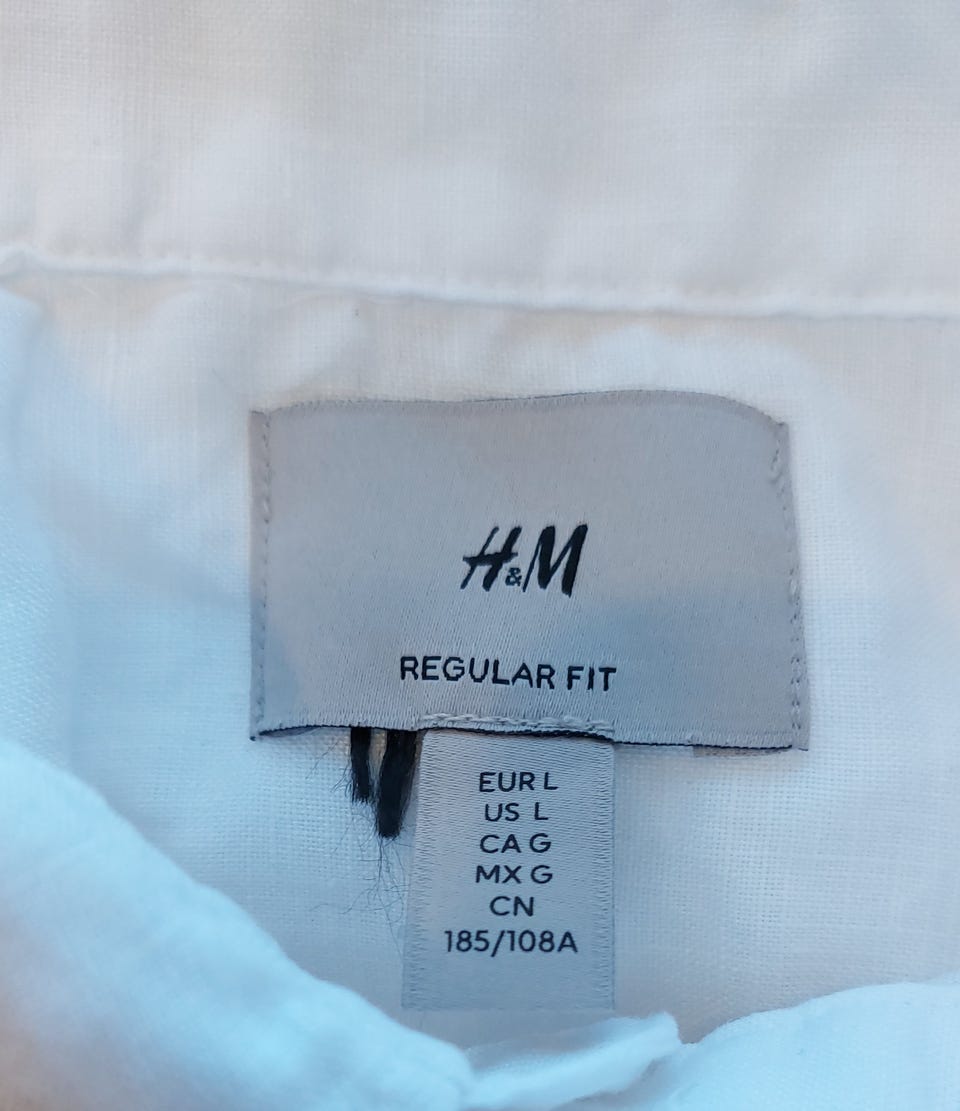 H&M
REGULAR FIT
EUR L
US L
CA G
MX G
CN
185/108A